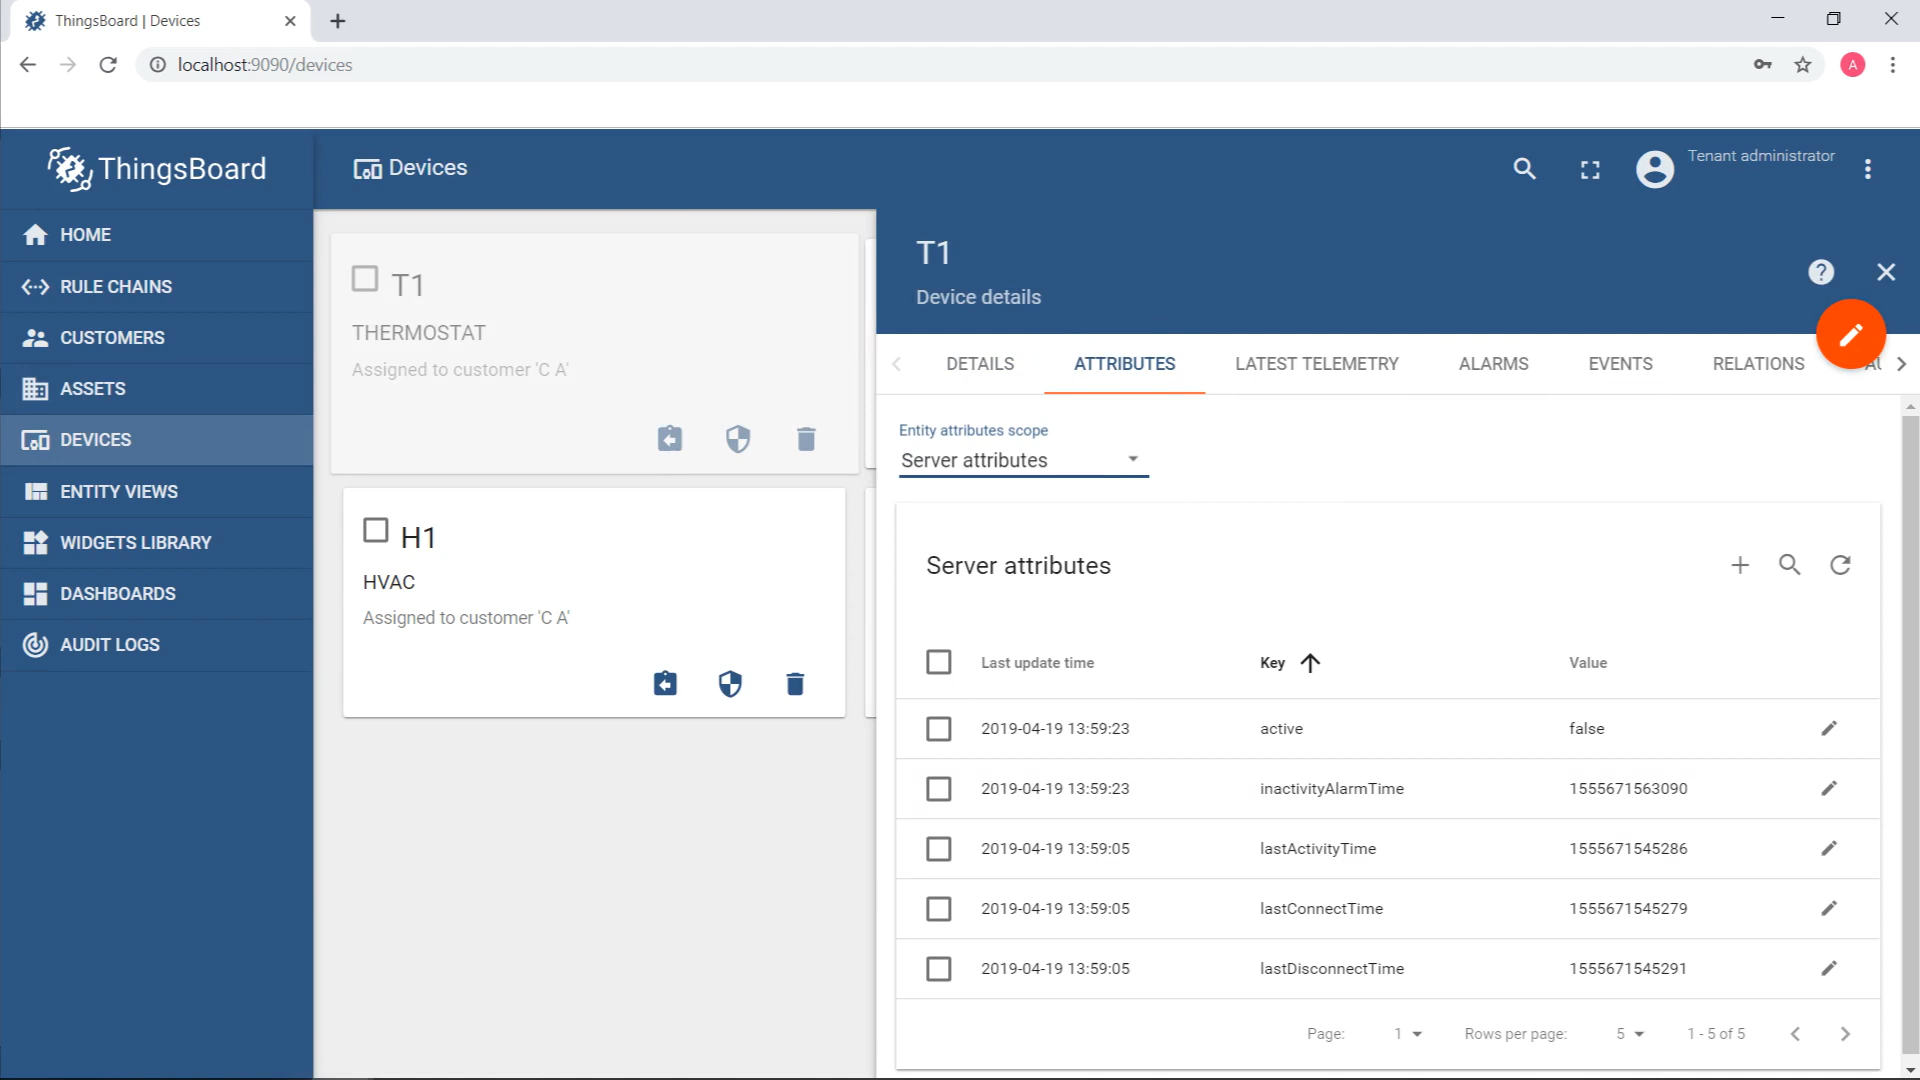 ThingsBoard | Devices
localhost:9090/devices
A
ThingsBoard
Devices
Tenant administrator
HOME
RULE CHAINS
CUSTOMERS
ASSETS
DEVICES
ENTITY VIEWS
WIDGETS LIBRARY
DASHBOARDS
AUDIT LOGS
T1
THERMOSTAT
Assigned to customer 'C A'
H1
HVAC
Assigned to customer 'C A'
T1
Device details
DETAILS ATTRIBUTES LATEST TELEMETRY ALARMS EVENTS RELATIONS
Entity attributes scope
Server attributes
Server attributes
Last update time Key Value
2019-04-19 13:59:23 active false
2019-04-19 13:59:23 inactivityAlarmTime 1555671563090
2019-04-19 13:59:05 lastActivityTime 1555671545286
2019-04-19 13:59:05 lastConnectTime 1555671545279
2019-04-19 13:59:05 lastDisconnectTime 1555671545291
Page: 1 Rows per page: 5 1 - 5 of 5